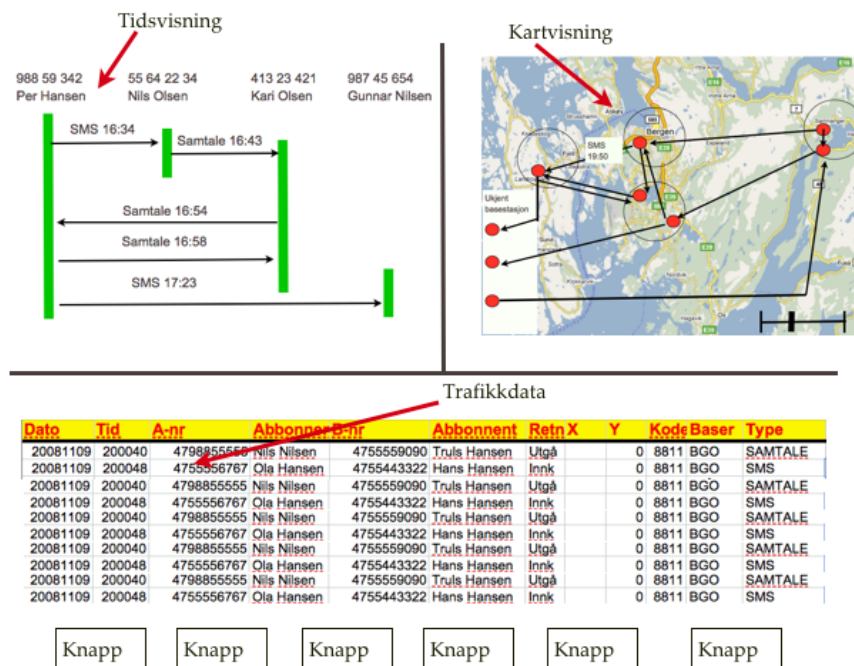 Tidsvisning
988 59 342 55 64 22 34 413 23 421 987 45 654
Per Hansen Nils Olsen Kari Olsen Gunnar Nilsen
SMS 16:34
Samtale 16:43
Samtale 16:54
Samtale 16:58
SMS 17:23
Kartvisning
Bergen
SMS
19:50
Ukjent
basestasjon
Trafikkdata
Dato Tid A-nr Abbonner B-nr Abbonnent Retn X Y Kode Baser Type
20081109 200040 4798855555 Nils Nilsen 4755559090 Truls Hansen Utgå 0 8811 BGO SAMTALE
20081109 200048 4755556767 Ola Hansen 4755443322 Hans Hansen Innk 0 8811 BGO SMS
20081109 200040 4798855555 Nils Nilsen 4755559090 Truls Hansen Utgå 0 8811 BGO SAMTALE
20081109 200048 4755556767 Ola Hansen 4755443322 Hans Hansen Innk 0 8811 BGO SMS
20081109 200040 4798855555 Nils Nilsen 4755559090 Truls Hansen Utgå 0 8811 BGO SAMTALE
20081109 200048 4755556767 Ola Hansen 4755443322 Hans Hansen Innk 0 8811 BGO SMS
20081109 200040 4798855555 Nils Nilsen 4755559090 Truls Hansen Utgå 0 8811 BGO SAMTALE
20081109 200048 4755556767 Ola Hansen 4755443322 Hans Hansen Innk 0 8811 BGO SMS
20081109 200040 4798855555 Nils Nilsen 4755559090 Truls Hansen Utgå 0 8811 BGO SAMTALE
20081109 200048 4755556767 Ola Hansen 4755443322 Hans Hansen Innk 0 8811 BGO SMS
Knapp Knapp Knapp Knapp Knapp Knapp